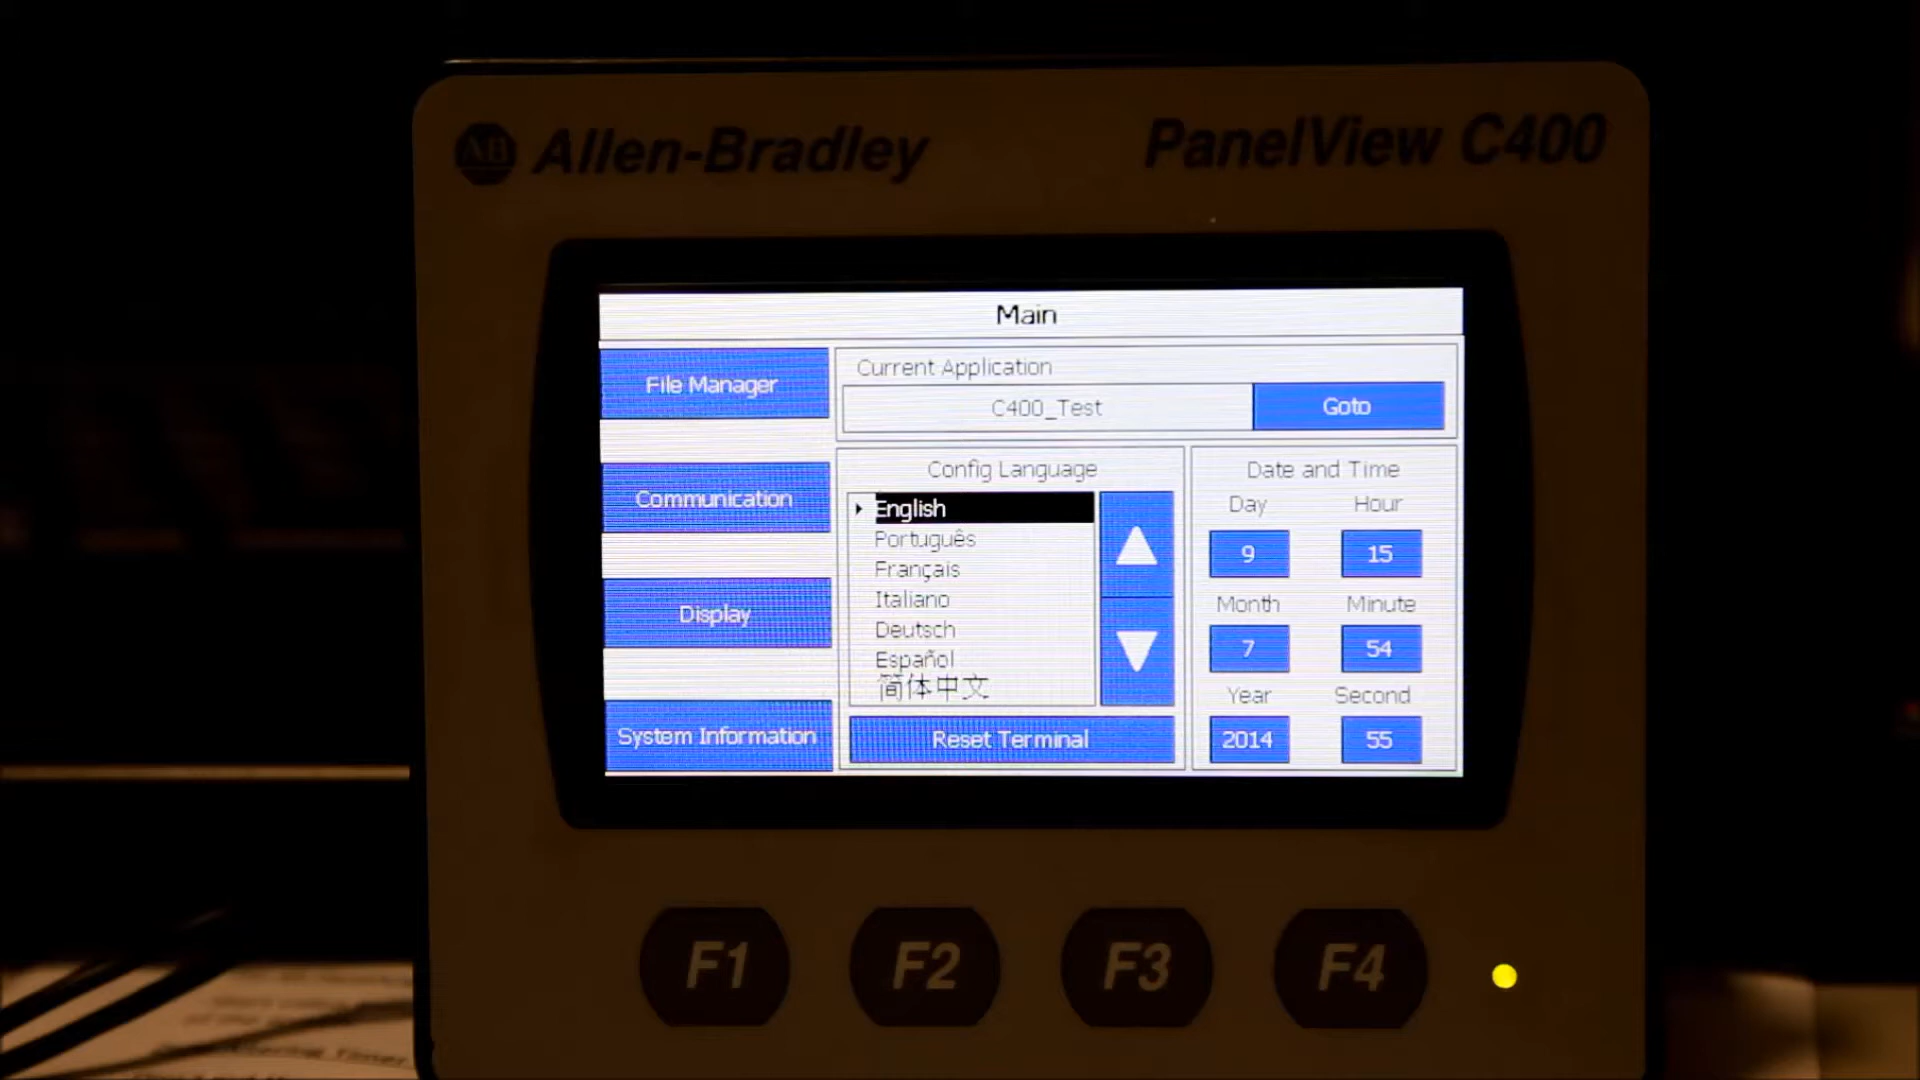 AB Allen-Bradley
PanelView C400
Main
File Manager
Communication
Display
System Information
Current Application
C400_Test
Goto
Config Language
English
Português
Français
Italiano
Deutsch
Español
简体中文
Reset Terminal
Date and Time
Day
Hour
9
15
Month
Minute
7
54
Year
Second
2014
55
F1
F2
F3
F4
Timer